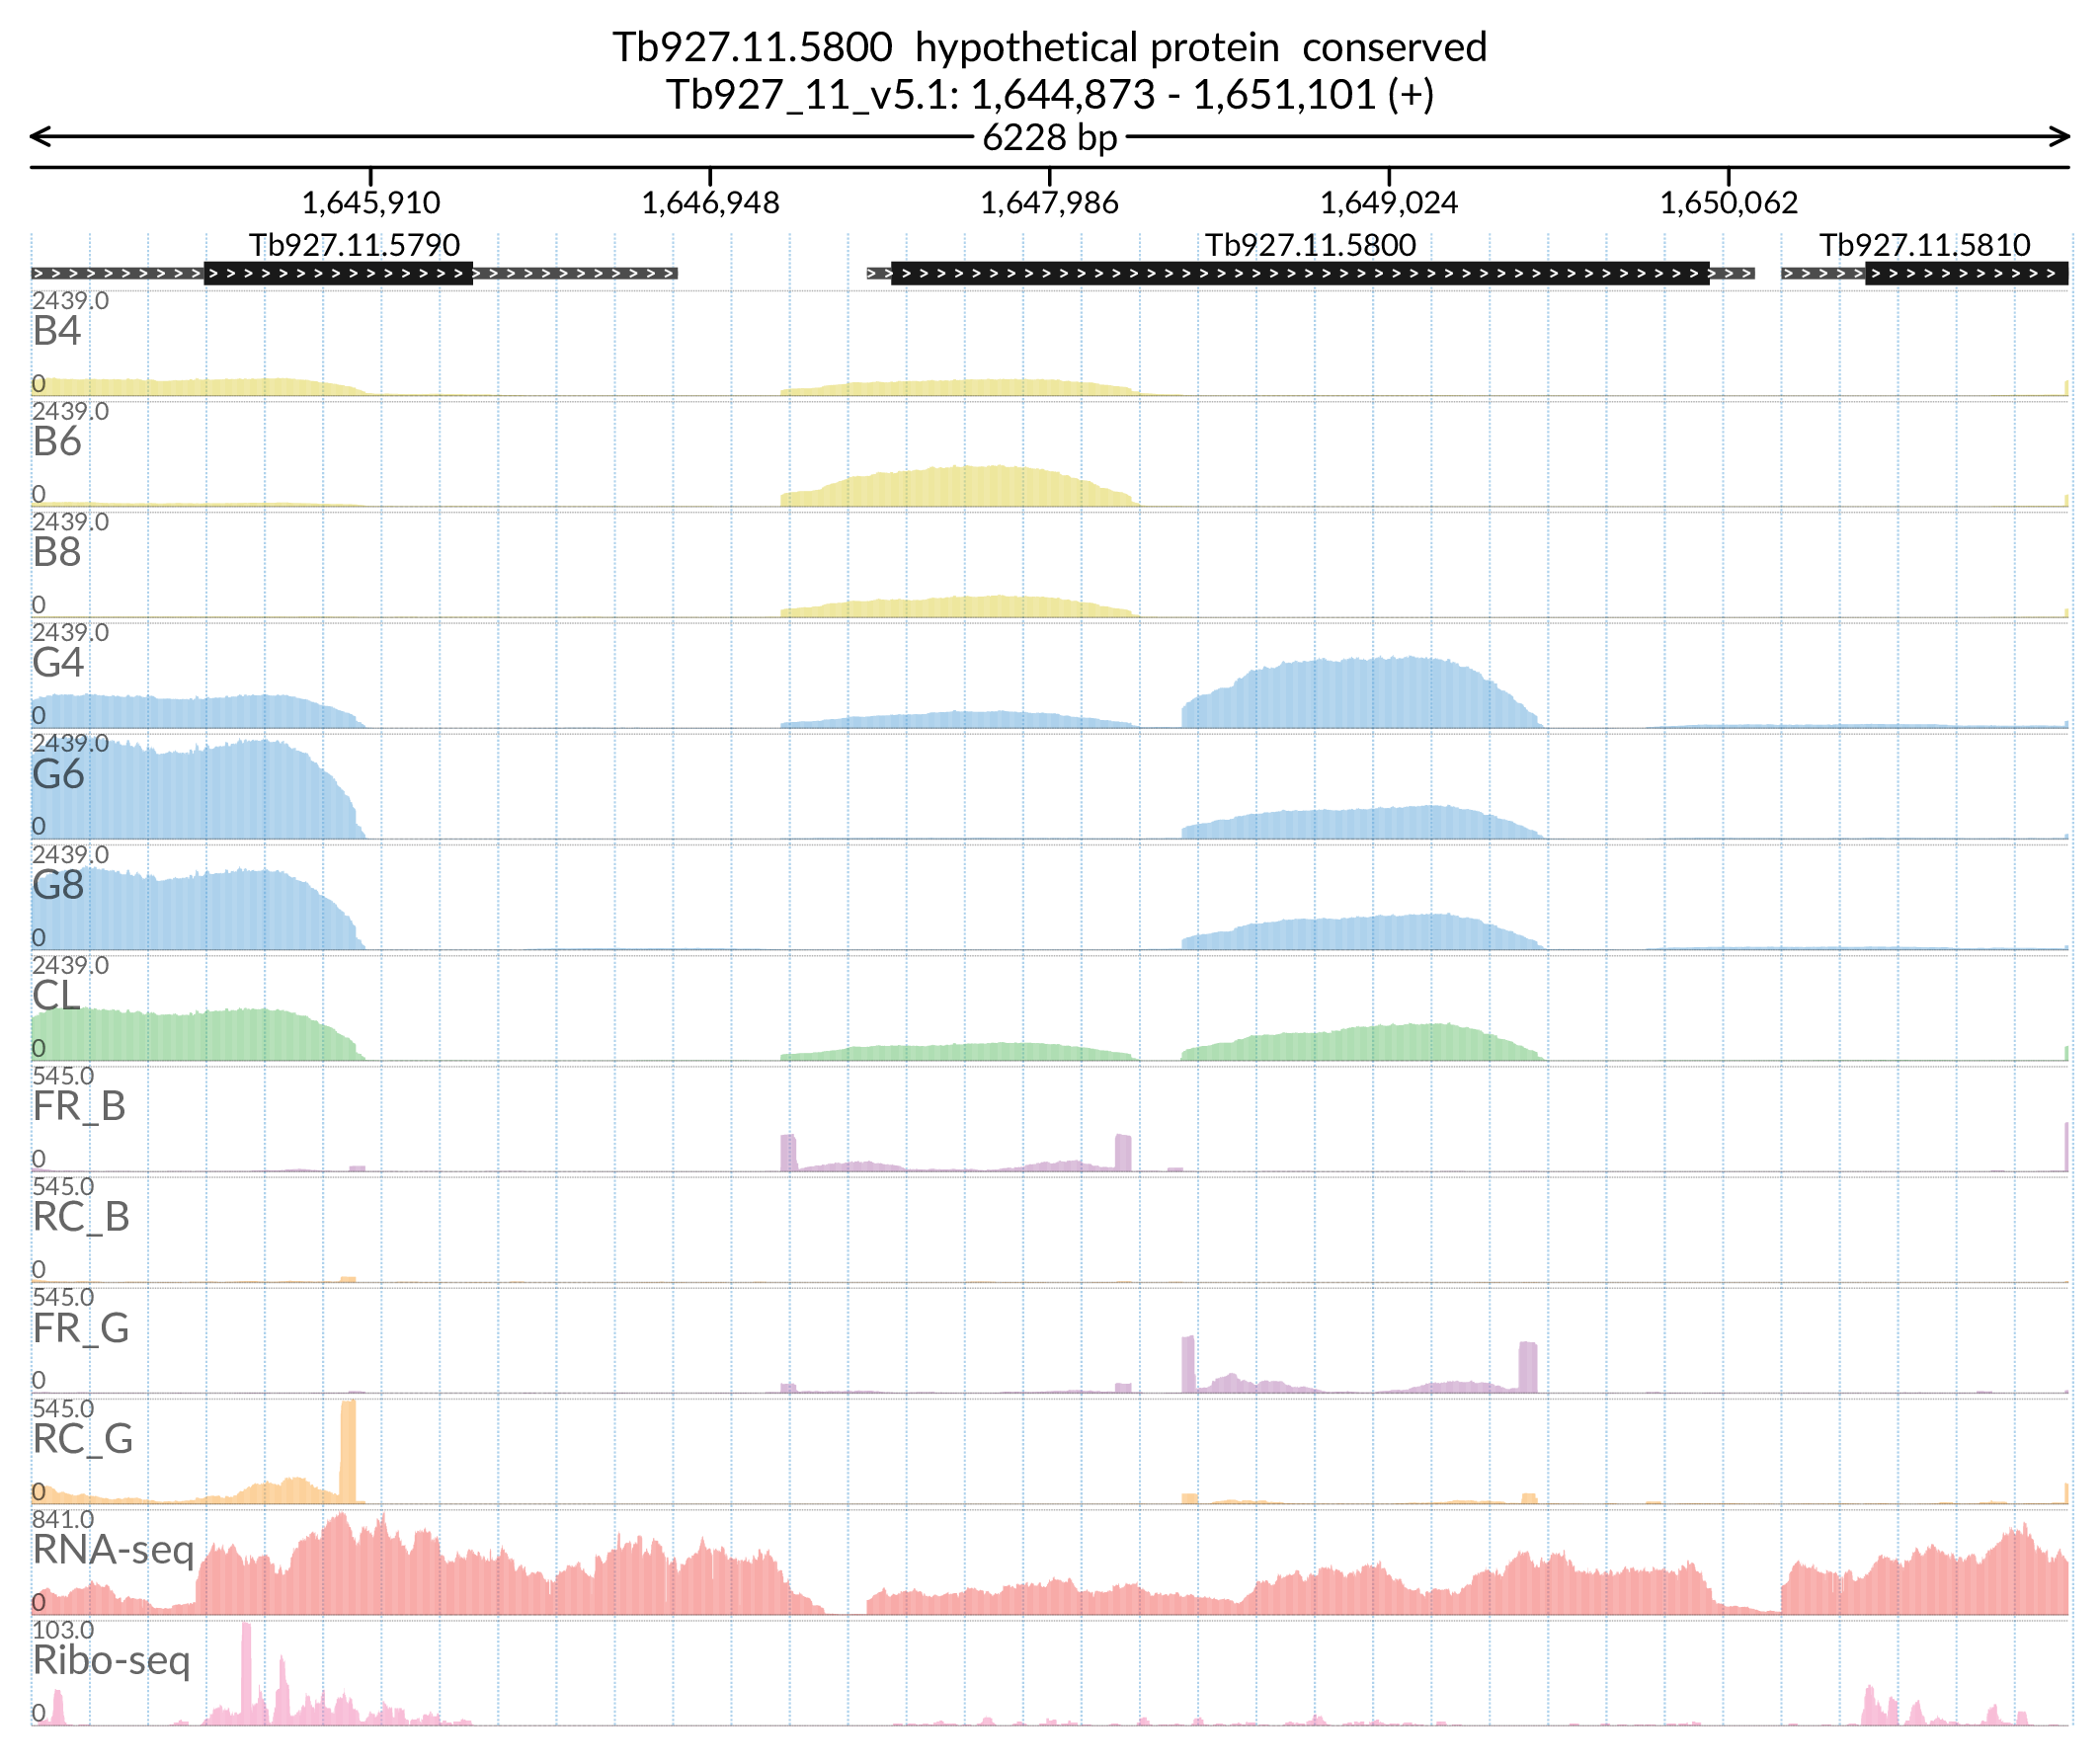 Tb927.11.5800 hypothetical protein conserved
Tb927_11_v5.1: 1,644,873 - 1,651,101 (+)
6228 bp
1,645,910 1,646,948 1,647,986 1,649,024 1,650,062
Tb927.11.5790 Tb927.11.5800 Tb927.11.5810
2439.0
B4
0
2439.0
B6
0
2439.0
B8
0
2439.0
G4
0
2439.0
G6
0
2439.0
G8
0
2439.0
CL
0
545.0
FR_B
0
545.0
RC_B
0
545.0
FR_G
0
545.0
RC_G
0
841.0
RNA-seq
0
103.0
Ribo-seq
0